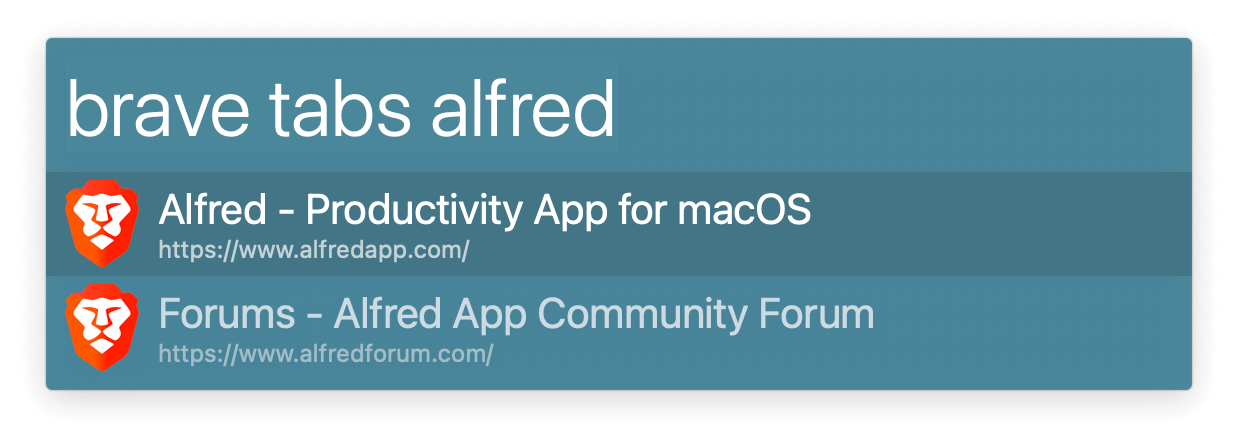 brave tabs alfred
Alfred - Productivity App for macOS
https://www.alfredapp.com/
Forums - Alfred App Community Forum
https://www.alfredforum.com/